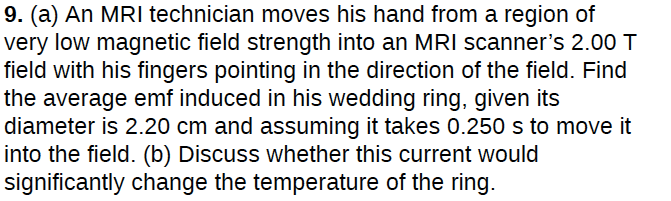 9. (a) An MRI technician moves his hand from a region of
very low magnetic field strength into an MRI scanner’s 2.00 T
field with his fingers pointing in the direction of the field. Find
the average emf induced in his wedding ring, given its
diameter is 2.20 cm and assuming it takes 0.250 s to move it
into the field. (b) Discuss whether this current would
significantly change the temperature of the ring.